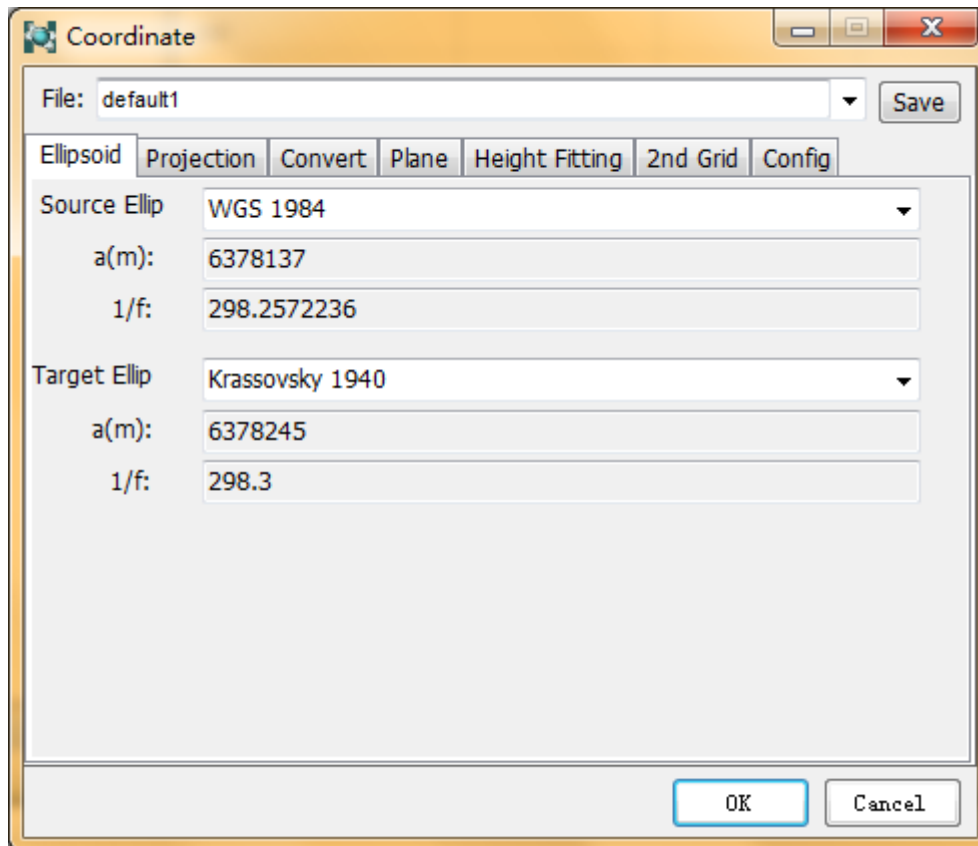 Coordinate
File: default1 Save
Ellipsoid Projection Convert Plane Height Fitting 2nd Grid Config
Source Ellip WGS 1984
a(m): 6378137
1/f: 298.2572236
Target Ellip Krassovsky 1940
a(m): 6378245
1/f: 298.3
OK Cancel